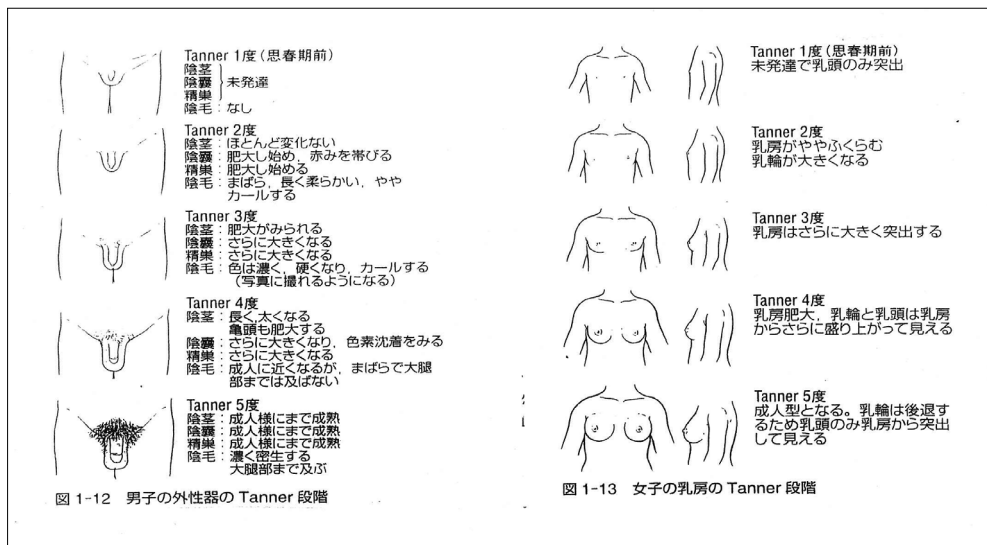 Tanner 1度(思春期前)
陰茎
陰嚢 未発達
精巣
陰毛:なし
Tanner 2度
陰茎:ほとんど変化ない
陰嚢:肥大し始め,赤みを帯びる
精巣:肥大し始める
陰毛:まばら,長く柔らかい,やや
カールする
Tanner 3度
陰茎:肥大がみられる
陰嚢:さらに大きくなる
精巣:さらに大きくなる
陰毛:色は濃く,硬くなり,カールする
(写真に撮れるようになる)
Tanner 4度
陰茎:長く,太くなる
亀頭も肥大する
陰嚢:さらに大きくなり,色素沈着をみる
精巣:さらに大きくなる
陰毛:成人に近くなるが,まばらで大腿
部までは及ばない
Tanner 5度
陰茎:成人様にまで成熟
陰嚢:成人様にまで成熟
精巣:成人様にまで成熟
陰毛:濃く密生する
大腿部まで及ぶ
図 1-12 男子の外性器の Tanner 段階
Tanner 1度(思春期前)
未発達で乳頭のみ突出
Tanner 2度
乳房がややふくらむ
乳輪が大きくなる
Tanner 3度
乳房はさらに大きく突出する
Tanner 4度
乳房肥大,乳輪と乳頭は乳房
からさらに盛り上がって見える
Tanner 5度
成人型となる。乳輪は後退す
るため乳頭のみ乳房から突出
して見える
図 1-13 女子の乳房の Tanner 段階